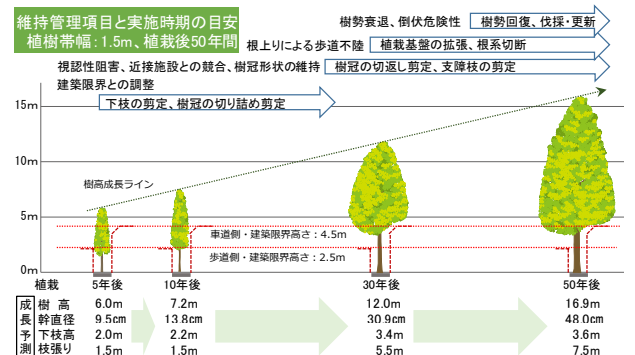 維持管理項目と実施時期の目安
植樹帯幅：1.5m、植栽後50年間
樹勢衰退、倒伏危険性 樹勢回復、伐採・更新
根上りによる歩道不陸 植栽基盤の拡張、根系切断
視認性阻害、近接施設との競合、樹冠形状の維持 樹冠の切返し剪定、支障枝の剪定
建築限界との調整
下枝の剪定、樹冠の切り詰め剪定
15m
10m
樹高成長ライン
5m
車道側・建築限界高さ：4.5m
歩道側・建築限界高さ：2.5m
0m
植栽 5年後 10年後 30年後 50年後
成長予測
樹 高 6.0m 7.2m 12.0m 16.9m
幹直径 9.5cm 13.8cm 30.9cm 48.0cm
下枝高 2.0m 2.2m 3.4m 3.6m
枝張り 1.5m 1.5m 5.5m 7.5m